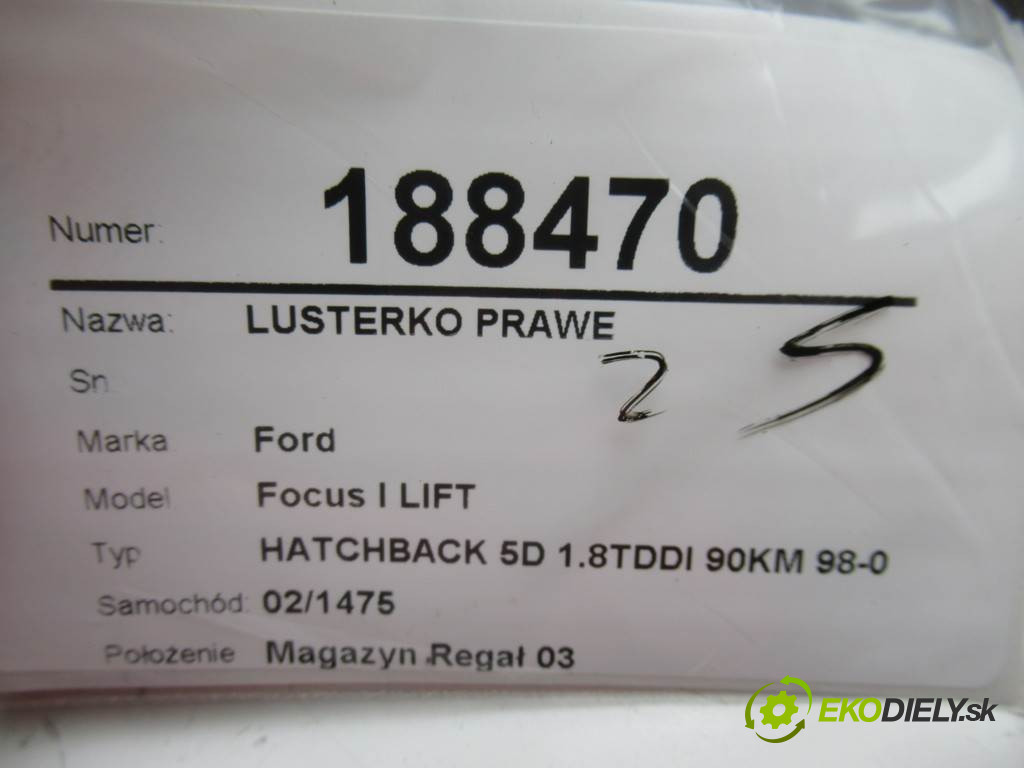 Numer: 188470
Nazwa: LUSTERKO PRAWE
2 5
Sn
Marka Ford
Model Focus I LIFT
Typ HATCHBACK 5D 1.8TDDI 90KM 98-0
Samochód: 02/1475
Położenie Magazyn Regał 03
EKODIELY.sk